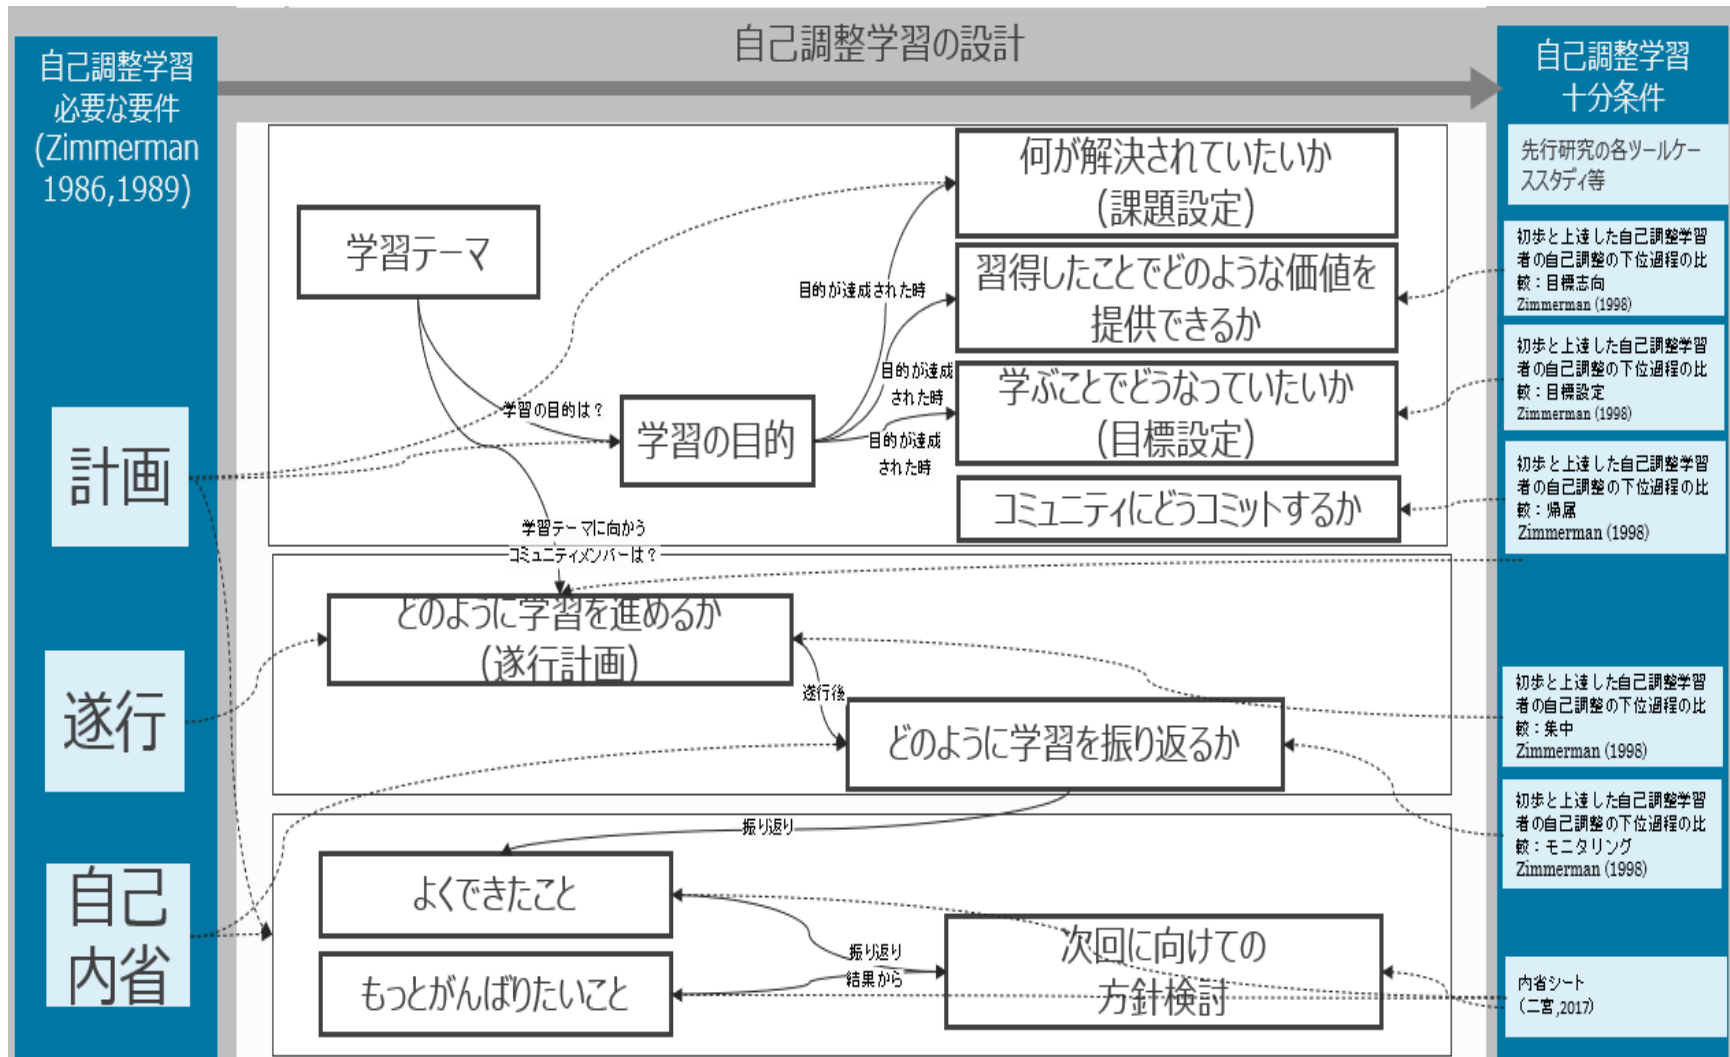 自己調整学習の設計
自己調整学習
必要な要件
(Zimmerman
1986,1989)
計画
遂行
自己
内省
学習テーマ
学習の目的は？
学習の目的
学習テーマに向かう
コミュニティメンバーは？
目的が達成された時
目的が達成
された時
目的が達成
された時
何が解決されていたいか
(課題設定)
習得したことでどのような価値を
提供できるか
学ぶことでどうなっていたいか
(目標設定)
コミュニティにどうコミットするか
どのように学習を進めるか
(遂行計画)
遂行後
どのように学習を振り返るか
振り返り
よくできたこと
もっとがんばりたいこと
振り返り
結果から
次回に向けての
方針検討
自己調整学習
十分条件
先行研究の各ツールケー
ススタディ等
初歩と上達した自己調整学習
者の自己調整の下位過程の比
較：目標志向
Zimmerman (1998)
初歩と上達した自己調整学習
者の自己調整の下位過程の比
較：目標設定
Zimmerman (1998)
初歩と上達した自己調整学習
者の自己調整の下位過程の比
較：帰属
Zimmerman (1998)
初歩と上達した自己調整学習
者の自己調整の下位過程の比
較：集中
Zimmerman (1998)
初歩と上達した自己調整学習
者の自己調整の下位過程の比
較：モニタリング
Zimmerman (1998)
内省シート
（二宮,2017）